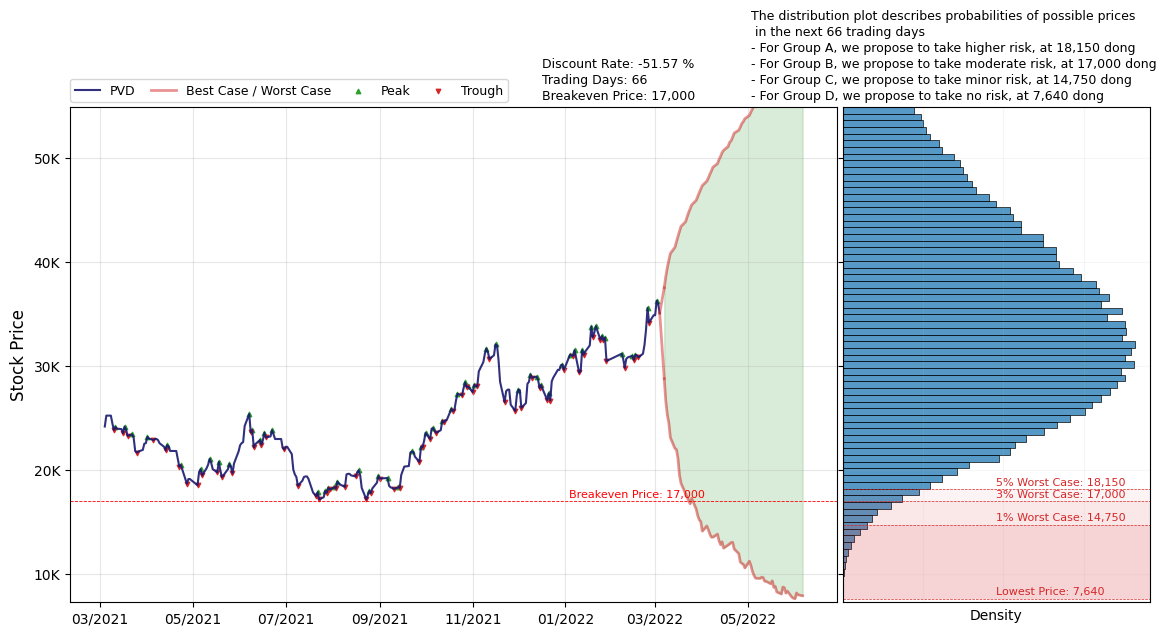 The distribution plot describes probabilities of possible prices
in the next 66 trading days
- For Group A, we propose to take higher risk, at 18,150 dong
- For Group B, we propose to take moderate risk, at 17,000 dong
- For Group C, we propose to take minor risk, at 14,750 dong
- For Group D, we propose to take no risk, at 7,640 dong
Discount Rate: -51.57 %
Trading Days: 66
Breakeven Price: 17,000
PVD
Best Case / Worst Case
Peak
Trough
Stock Price
50K
40K
30K
20K
10K
Breakeven Price: 17,000
03/2021
05/2021
07/2021
09/2021
11/2021
01/2022
03/2022
05/2022
5% Worst Case: 18,150
3% Worst Case: 17,000
1% Worst Case: 14,750
Lowest Price: 7,640
Density